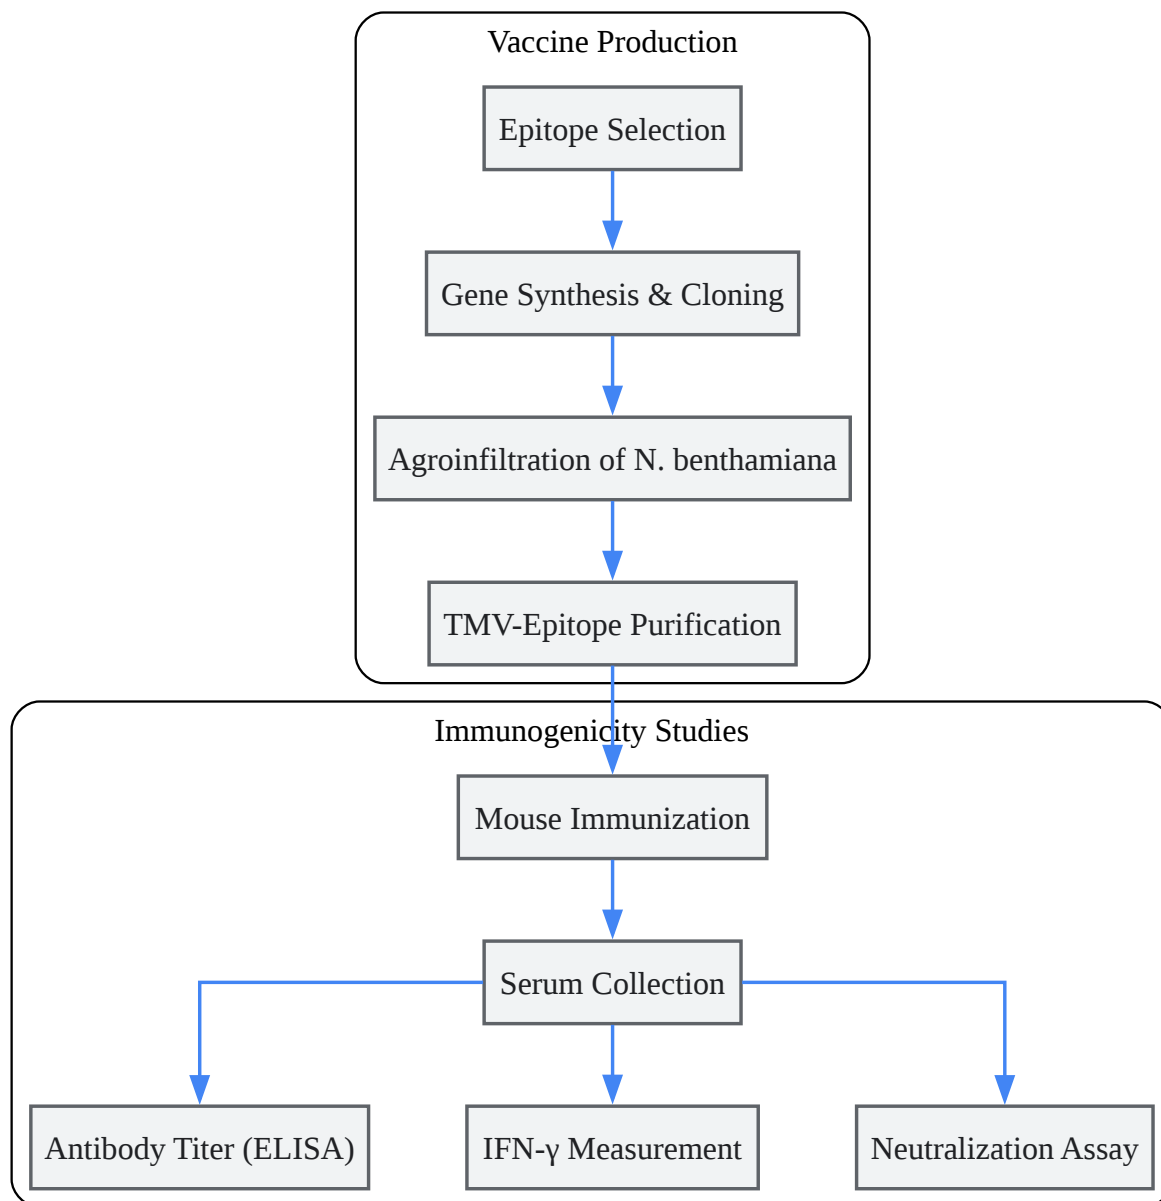 Vaccine Production
Epitope Selection
Gene Synthesis & Cloning
Agroinfiltration of N. benthamiana
TMV-Epitope Purification
Immunogenicity Studies
Mouse Immunization
Serum Collection
Antibody Titer (ELISA)
IFN-γ Measurement
Neutralization Assay